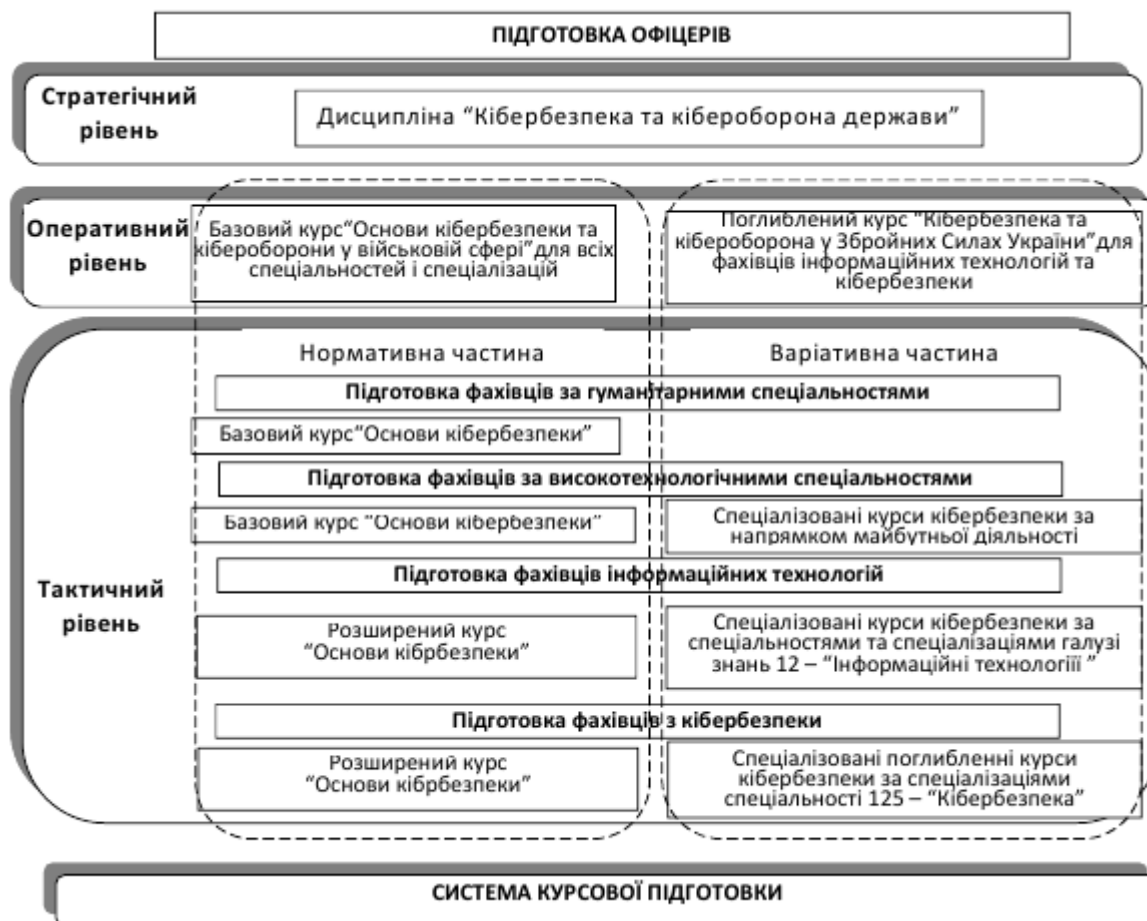 ПІДГОТОВКА ОФІЦЕРІВ
Стратегічний
рівень
Дисципліна “Кібербезпека та кібероборона держави”
Оперативний
рівень
Базовий курс“Основи кібербезпеки та
кібероборони у військовій сфері”для всіх
спеціальностей і спеціалізацій
Поглиблений курс “Кібербезпека та
кібероборона у Збройних Силах України”для
фахівців інформаційних технологій та
кібербезпеки
Тактичний
рівень
Нормативна частина
Варіативна частина
Підготовка фахівців за гуманітарними спеціальностями
Базовий курс“Основи кібербезпеки”
Підготовка фахівців за високотехнологічними спеціальностями
Базовий курс “Основи кібербезпеки”
Спеціалізовані курси кібербезпеки за
напрямком майбутньої діяльності
Підготовка фахівців інформаційних технологій
Розширений курс
“Основи кібрбезпеки”
Спеціалізовані курси кібербезпеки за
спеціальностями та спеціалізаціями галузі
знань 12 – “Інформаційні технологіїї ”
Підготовка фахівців з кібербезпеки
Розширений курс
“Основи кібрбезпеки”
Спеціалізовані поглибленні курси
кібербезпеки за спеціалізаціями
спеціальності 125 – “Кібербезпека”
СИСТЕМА КУРСОВОЇ ПІДГОТОВКИ